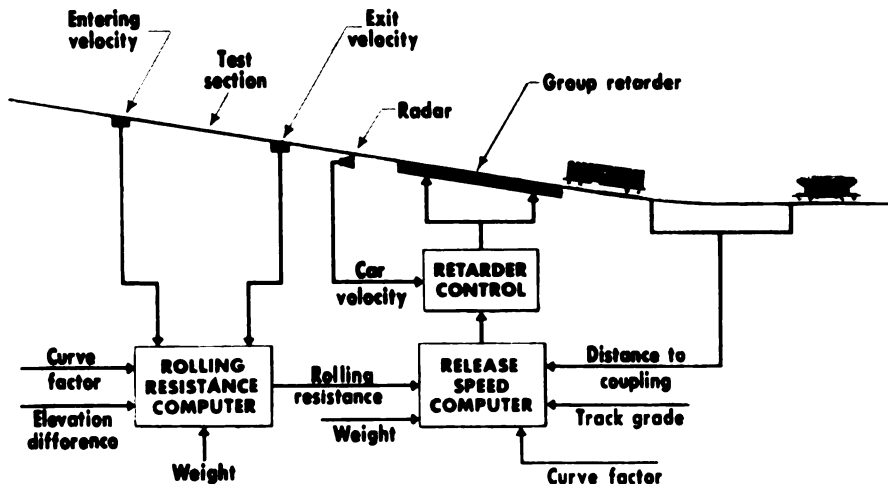 Entering
velocity
Exit
velocity
Test
section
Radar
Group retarder
Car
velocity
RETARDER
CONTROL
Curve
factor
ROLLING
RESISTANCE
COMPUTER
Rolling
resistance
RELEASE
SPEED
COMPUTER
Distance to
coupling
Elevation
difference
Weight
Track grade
Weight
Curve factor